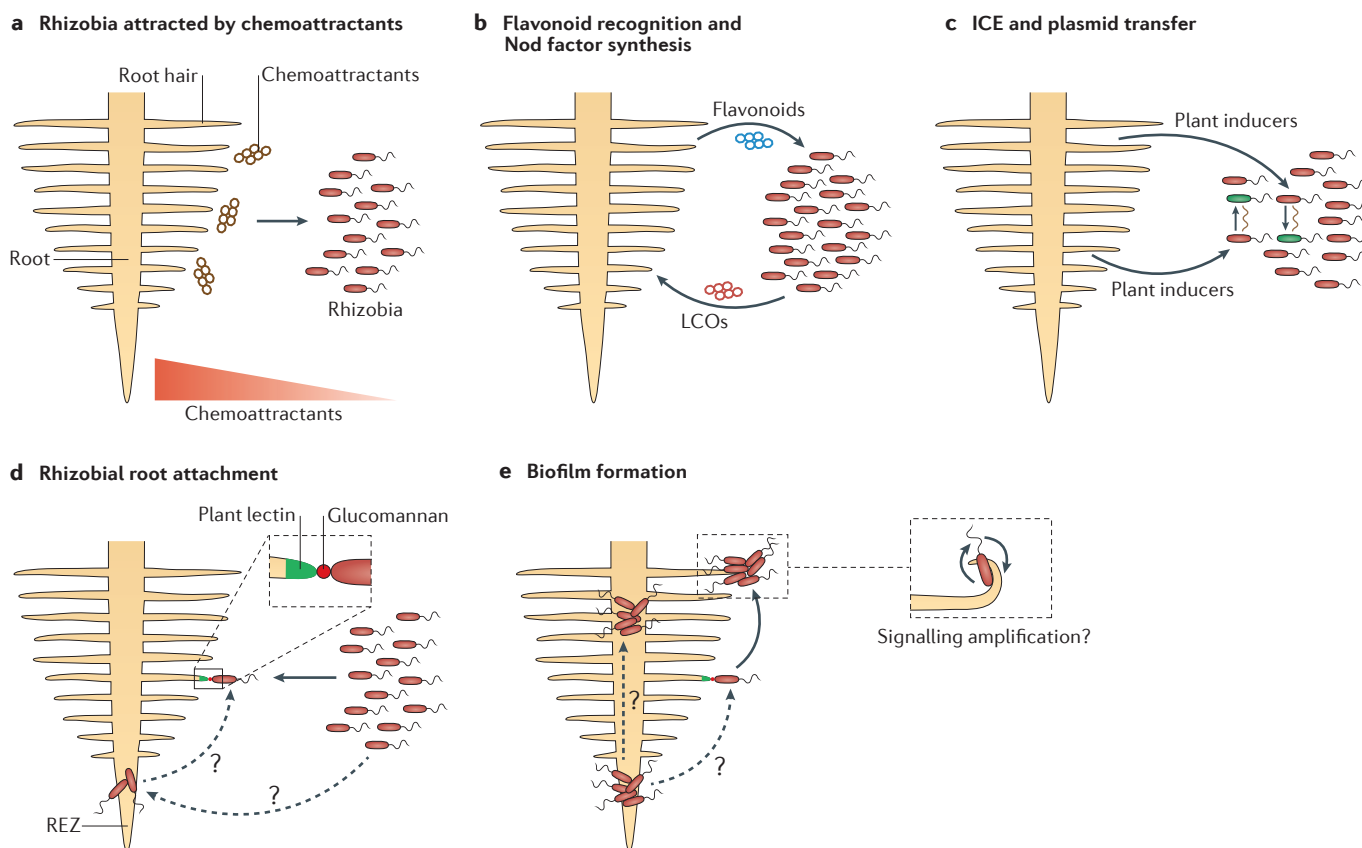 a Rhizobia attracted by chemoattractants
Root hair
Chemoattractants
Root
Rhizobia
Chemoattractants
b Flavonoid recognition and
Nod factor synthesis
Flavonoids
LCOs
c ICE and plasmid transfer
Plant inducers
Plant inducers
d Rhizobial root attachment
Plant lectin
Glucomannan
?
?
REZ
e Biofilm formation
?
?
Signalling amplification?